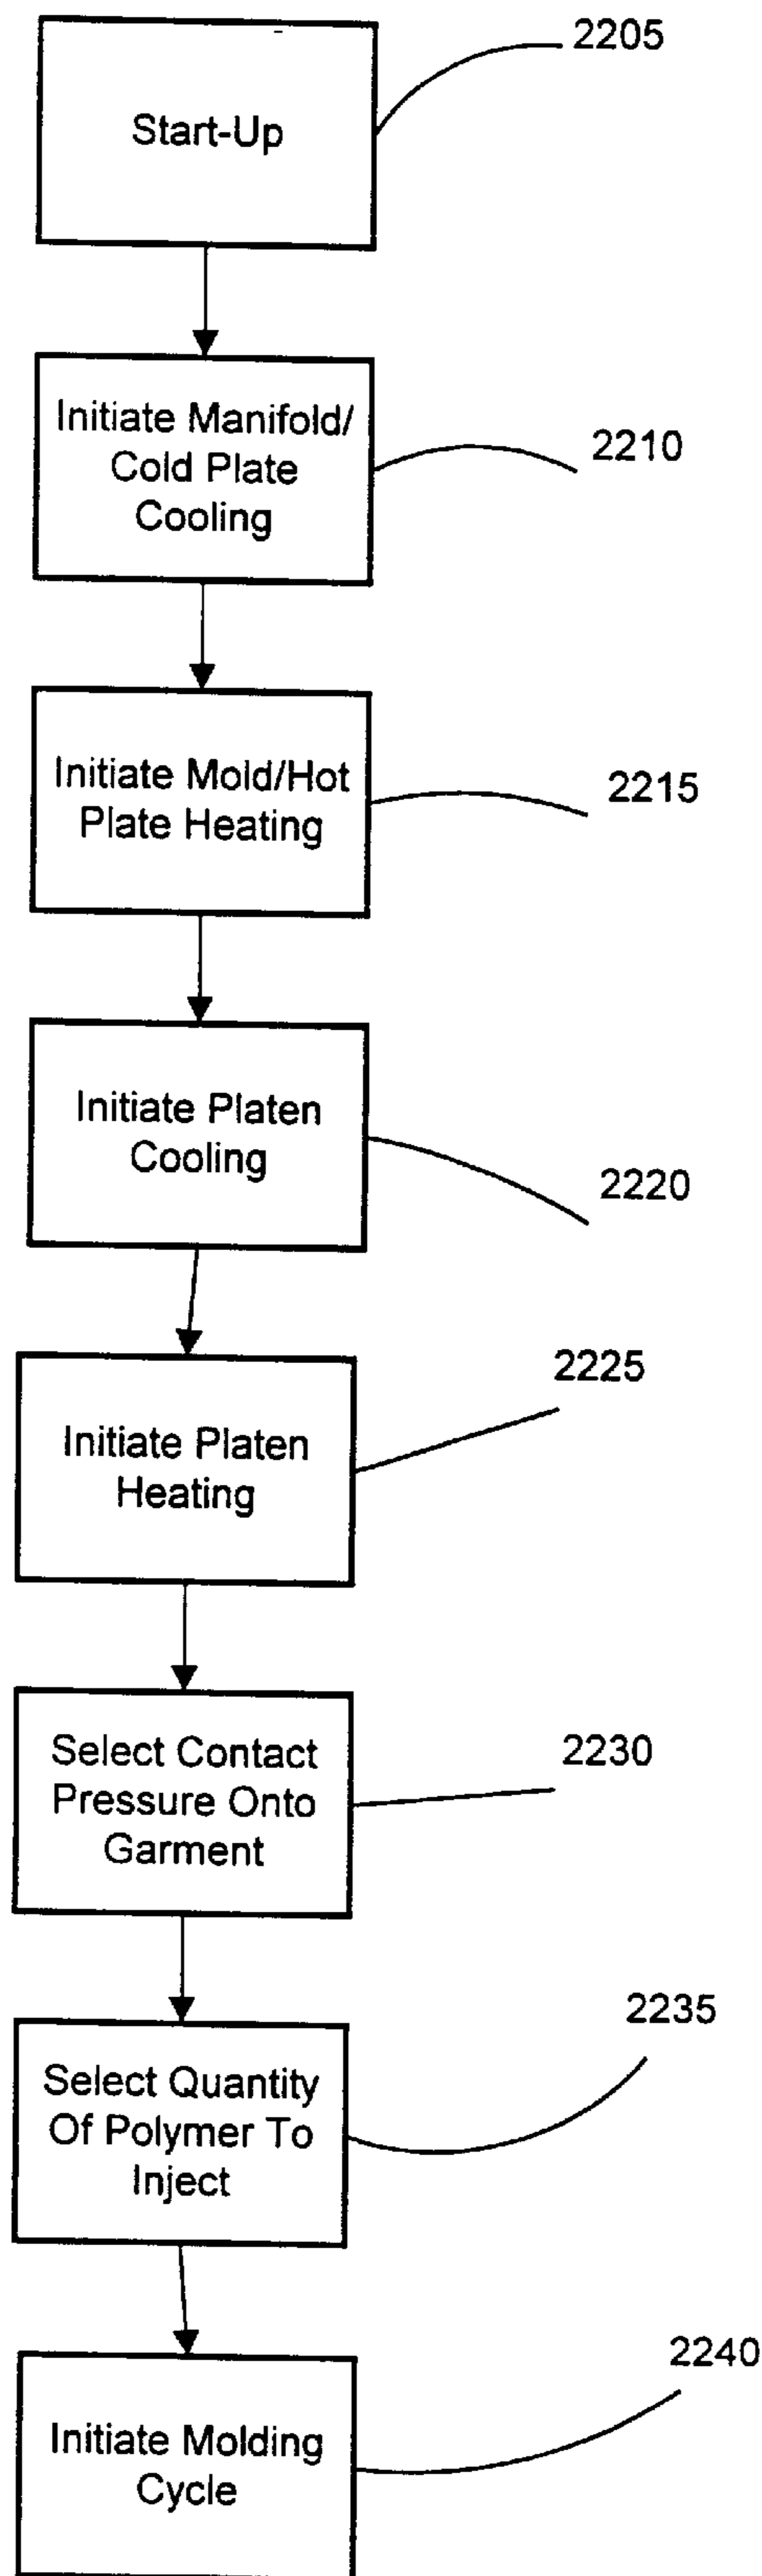 2205
Start-Up
Initiate Manifold/
Cold Plate
Cooling
2210
Initiate Mold/Hot
Plate Heating
2215
Initiate Platen
Cooling
2220
2225
Initiate Platen
Heating
Select Contact
Pressure Onto
Garment
2230
2235
Select Quantity
Of Polymer To
Inject
2240
Initiate Molding
Cycle